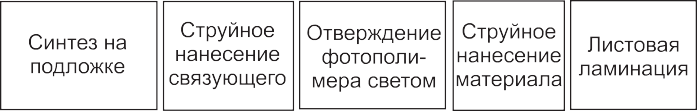 Синтез на
подложке
Струйное
нанесение
связующего
Отверждение
фотополи-
мера светом
Струйное
нанесение
материала
Листовая
ламинация